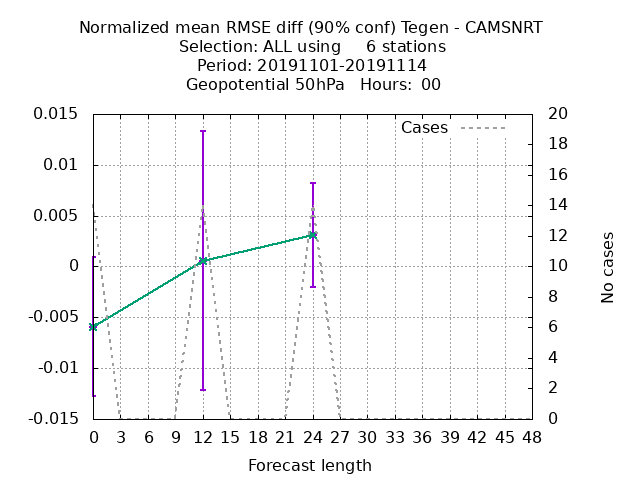 Normalized mean RMSE diff (90% conf) Tegen - CAMSNRT
Selection: ALL using     6 stations
Period: 20191101-20191114
Geopotential 50hPa   Hours:  00
Cases
0.015
0.01
0.005
0
-0.005
-0.01
-0.015
20
18
16
14
12
10
8
6
4
2
0
No cases
0 3 6 9 12 15 18 21 24 27 30 33 36 39 42 45 48
Forecast length